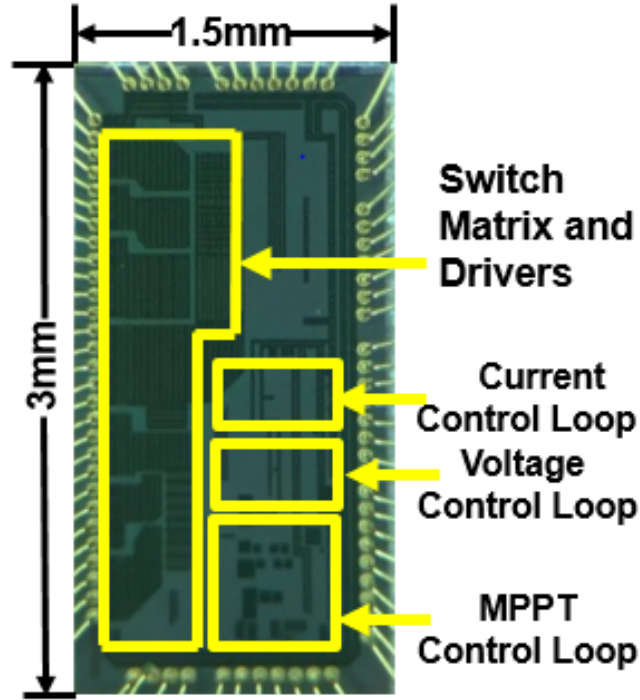 1.5mm
3mm
Switch
Matrix and
Drivers
Current
Control Loop
Voltage
Control Loop
MPPT
Control Loop